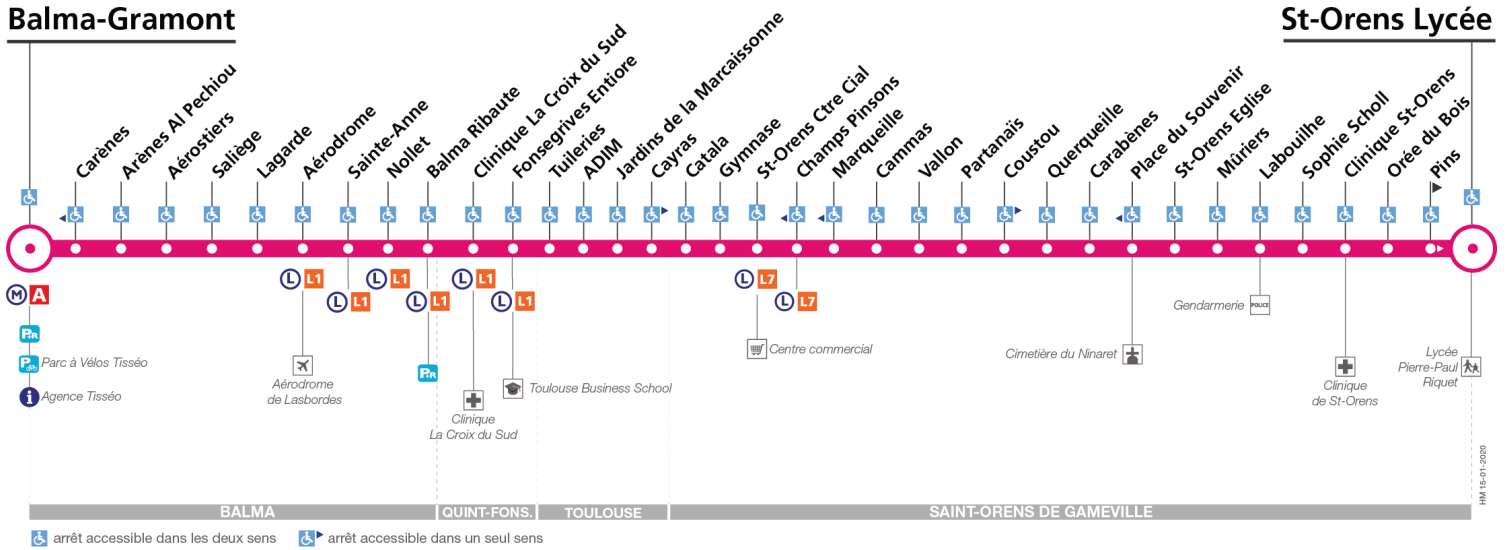 Balma-Gramont
St-Orens Lycée
Carènes
Arènes Al Pechiou
Aérostiers
Saliège
Lagarde
Aérodrome
Sainte-Anne
Nollet
Balma Ribaute
Clinique La Croix du Sud
Fonsegrives Entiore
Tuileries
ADIM
Jardins de la Marcaissonne
Cayras
Catala
Gymnase
St-Orens Ctre Cial
Champs Pinsons
Marqueille
Cammas
Vallon
Partanaïs
Coustou
Querqueille
Carabènes
Place du Souvenir
St-Orens Eglise
Mûriers
Labouilhe
Sophie Scholl
Clinique St-Orens
Orée du Bois
Pins
M A
P+R
P
Parc à Vélos Tisséo
i
Agence Tisséo
L L1
Aérodrome
de Lasbordes
L L1
L L1
L L1
P+R
L L1
Clinique
La Croix du Sud
L L1
Toulouse Business School
L L7
Centre commercial
L L7
Cimetière du Ninaret
Gendarmerie
POLICE
Clinique
de St-Orens
Lycée
Pierre-Paul
Riquet
HM 15-01-2020
BALMA
QUINT-FONS.
TOULOUSE
SAINT-ORENS DE GAMEVILLE
arrêt accessible dans les deux sens
arrêt accessible dans un seul sens